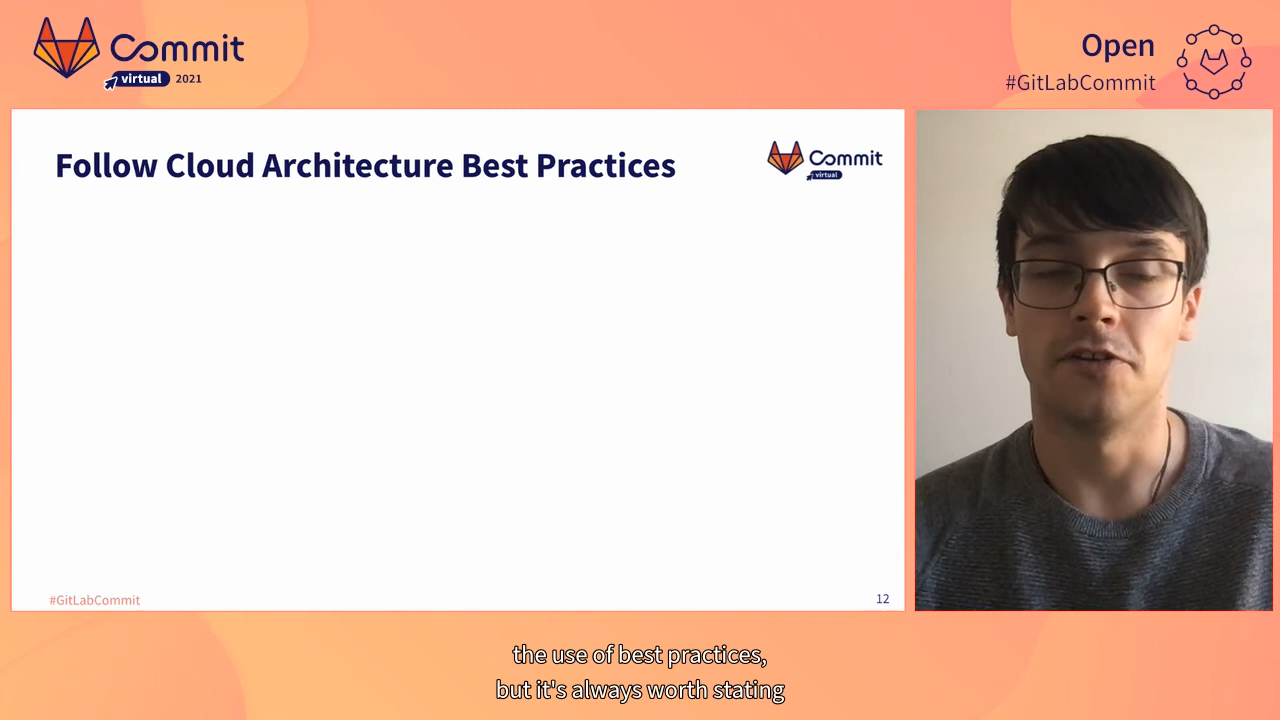 Commit
virtual 2021
Open
#GitLabCommit
Follow Cloud Architecture Best Practices
Commit
virtual
#GitLabCommit
12
the use of best practices,
but it's always worth stating